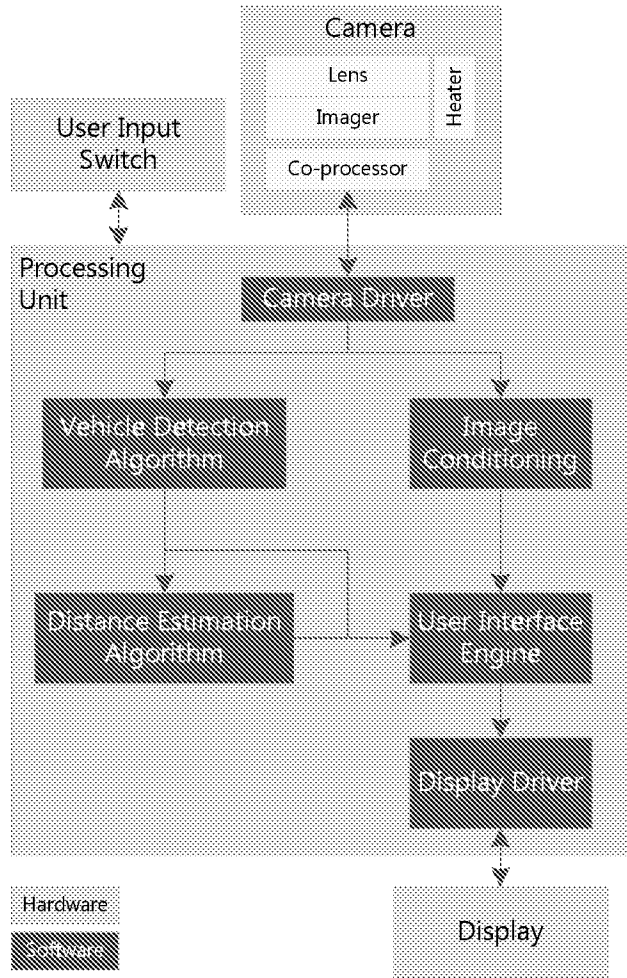 Camera
Lens
Imager
Heater
Co-processor
User Input
Switch
Processing
Unit
Camera Driver
Vehicle Detection
Algorithm
Image
Conditioning
Distance Estimation
Algorithm
User Interface
Engine
Display Driver
Hardware
Software
Display